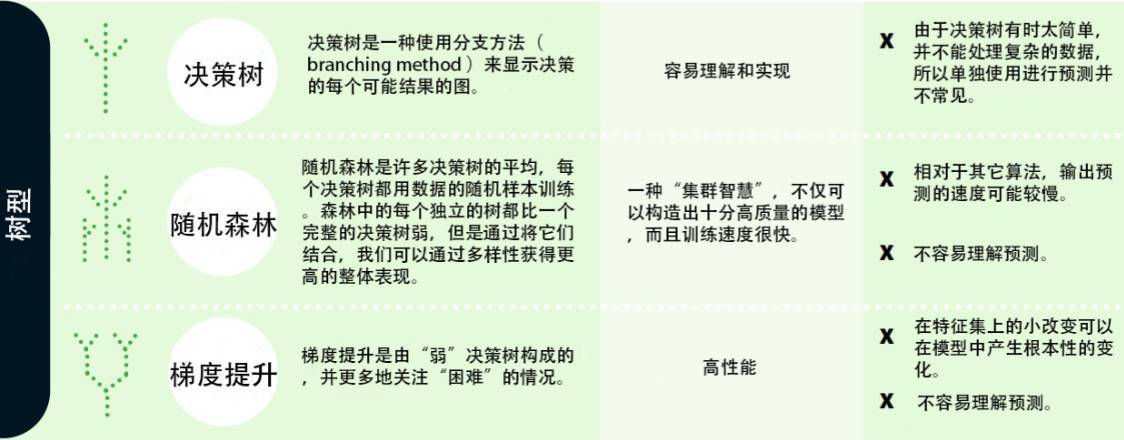 树型
决策树
决策树是一种使用分支方法（
branching method ）来显示决策
的每个可能结果的图。
容易理解和实现
X
由于决策树有时太简单，
并不能处理复杂的数据，
所以单独使用进行预测并
不常见。
随机森林
随机森林是许多决策树的平均，每
个决策树都用数据的随机样本训练
。森林中的每个独立的树都比一个
完整的决策树弱，但是通过将它们
结合，我们可以通过多样性获得更
高的整体表现。
一种“集群智慧”，不仅可
以构造出十分高质量的模型
，而且训练速度很快。
X
相对于其它算法，输出预
测的速度可能较慢。
X
不容易理解预测。
梯度提升
梯度提升是由“弱”决策树构成的
，并更多地关注“困难”的情况。
高性能
X
在特征集上的小改变可以
在模型中产生根本性的变
化。
X
不容易理解预测。